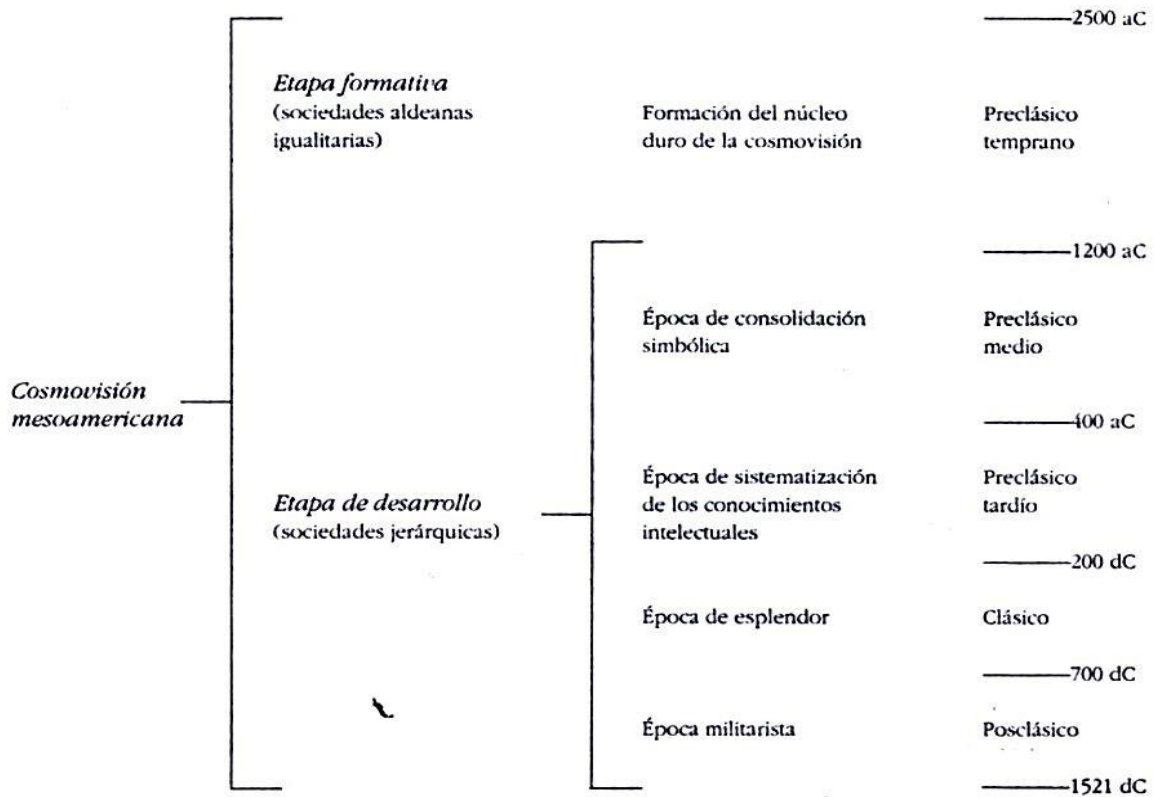 2500 aC
Etapa formativa
(sociedades aldeanas
igualitarias)
Formación del núcleo
duro de la cosmovisión
Preclásico
temprano
1200 aC
Época de consolidación
simbólica
Preclásico
medio
Cosmovisión
mesoamericana
400 aC
Etapa de desarrollo
(sociedades jerárquicas)
Época de sistematización
de los conocimientos
intelectuales
Preclásico
tardío
200 dC
Época de esplendor
Clásico
700 dC
Época militarista
Posclásico
1521 dC